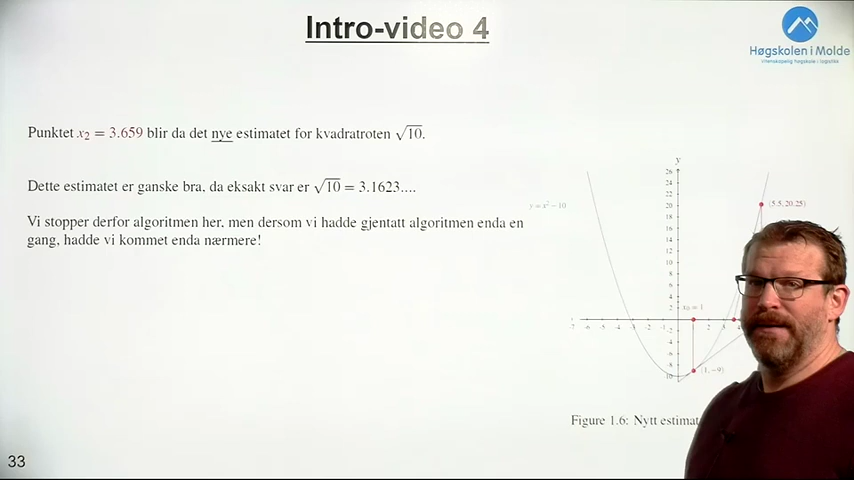 Intro-video 4
Høgskolen i Molde
Vitenskapelig høgskole i logistikk
Punktet x₂ = 3.659 blir da det nye estimatet for kvadratroten √10.
Dette estimatet er ganske bra, da eksakt svar er √10 = 3.1623....
Vi stopper derfor algoritmen her, men dersom vi hadde gjentatt algoritmen enda en
gang, hadde vi kommet enda nærmere!
y
26
24
22
20
18
16
14
12
10
8
6
4
2
y = x² − 10
(5.5, 20.25)
x₀ = 1
-7 -6 -5 -4 -3 -2 -1 1 2 3 4
-2
-4
-6
-8
-10
(1, −9)
Figure 1.6: Nytt estimat
33